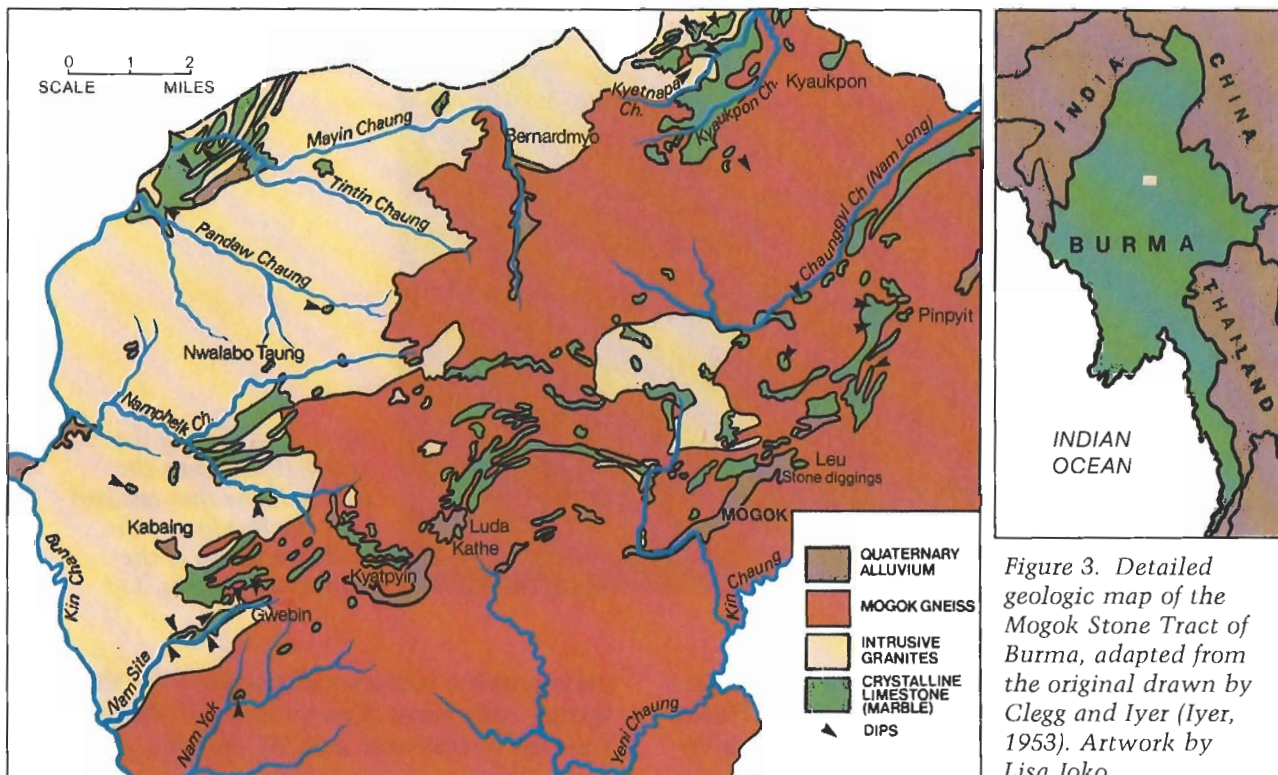 0 2
SCALE MILES
Kyetnapa
Ch.
Kyaukpon
Kyaukpon Ch.
Mayin Chaung
Bernardmyo
Tintin Chaung
Chaunggyi Ch (Nam Long)
Pandaw Chaung
Pinpyit
Nwalabo Taung
Namphelk Ch.
Leu
Stone diggings
MOGOK
Kabaing
Luda
Kathe
Kyatpyin
Gwebin
Kin Chaung
Kin Chaung
Nam Site
Nam Yok
Yeni Chaung
QUATERNARY
ALLUVIUM
MOGOK GNEISS
INTRUSIVE
GRANITES
CRYSTALLINE
LIMESTONE
(MARBLE)
DIPS
INDIA
CHINA
BURMA
THAILAND
INDIAN
OCEAN
Figure 3. Detailed
geologic map of the
Mogok Stone Tract of
Burma, adapted from
the original drawn by
Clegg and Iyer (Iyer,
1953). Artwork by
Lisa Joko